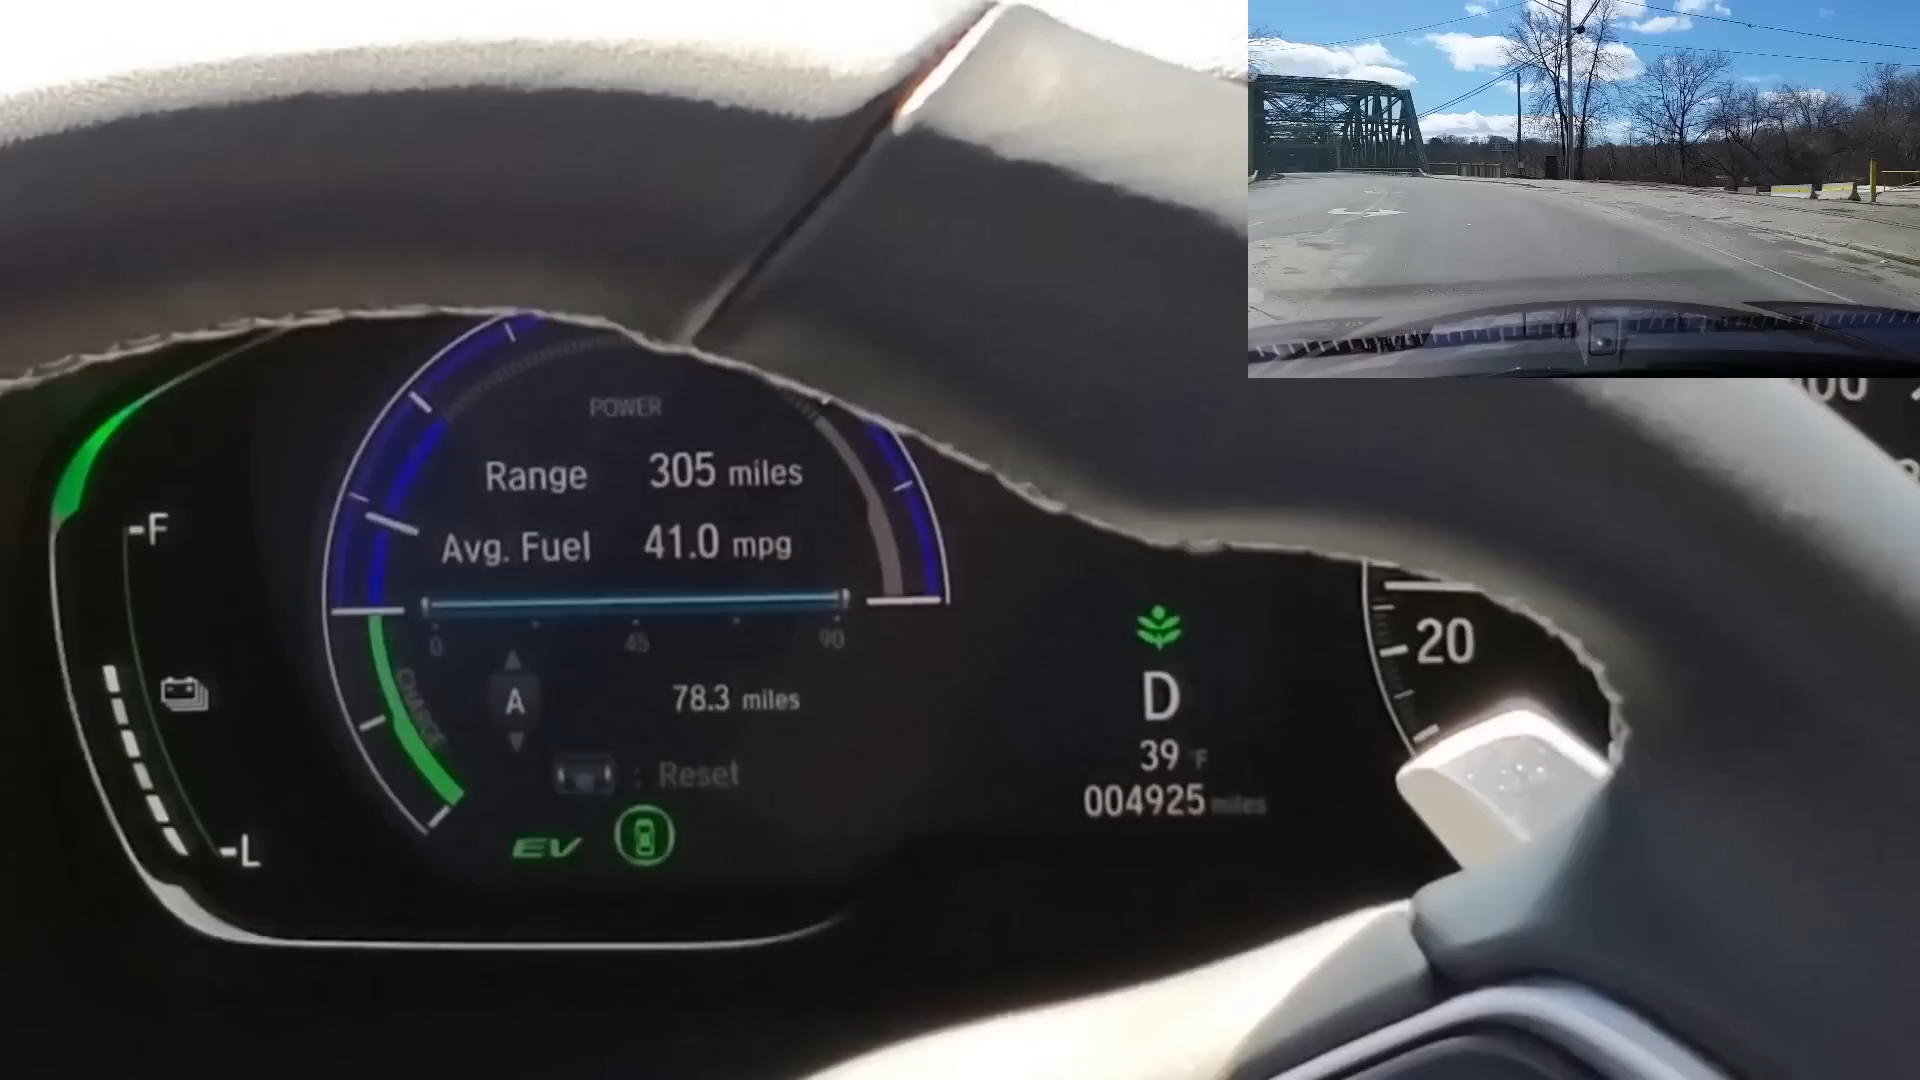 POWER
Range 305 miles
Avg. Fuel 41.0 mpg
0 45 90
A 78.3 miles
: Reset
CHARGE
EV
-F
-L
D
39 °F
004925 miles
20